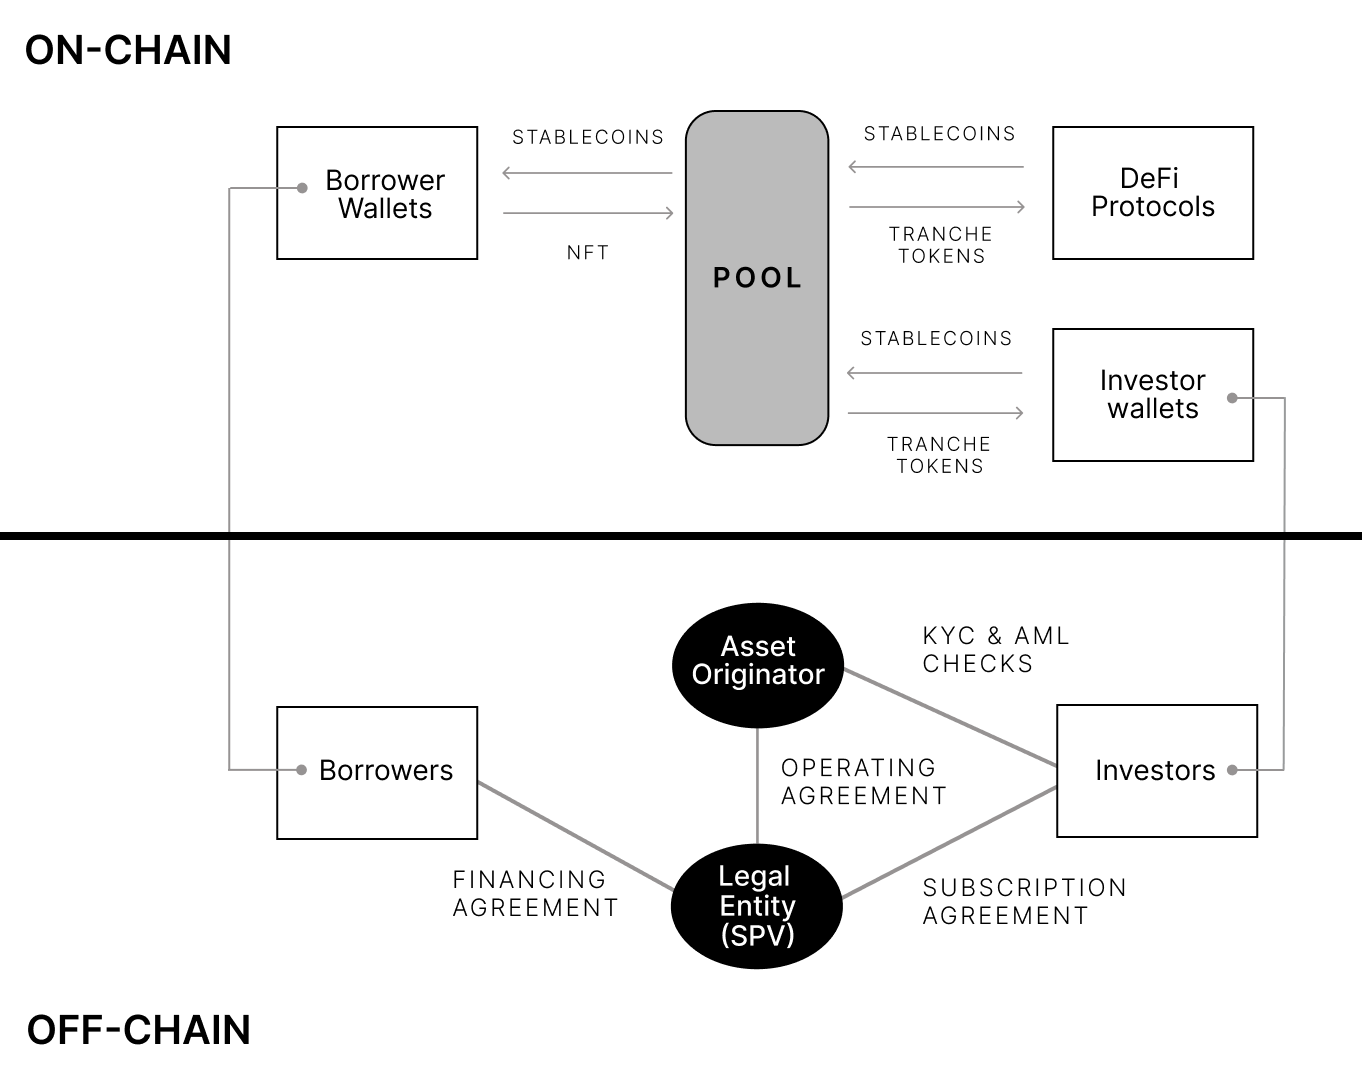 ON-CHAIN
STABLECOINS
STABLECOINS
Borrower
Wallets
DeFi
Protocols
NFT
TRANCHE
TOKENS
POOL
STABLECOINS
Investor
wallets
TRANCHE
TOKENS
Asset
Originator
KYC & AML
CHECKS
Borrowers
OPERATING
AGREEMENT
Investors
FINANCING
AGREEMENT
Legal
Entity
(SPV)
SUBSCRIPTION
AGREEMENT
OFF-CHAIN